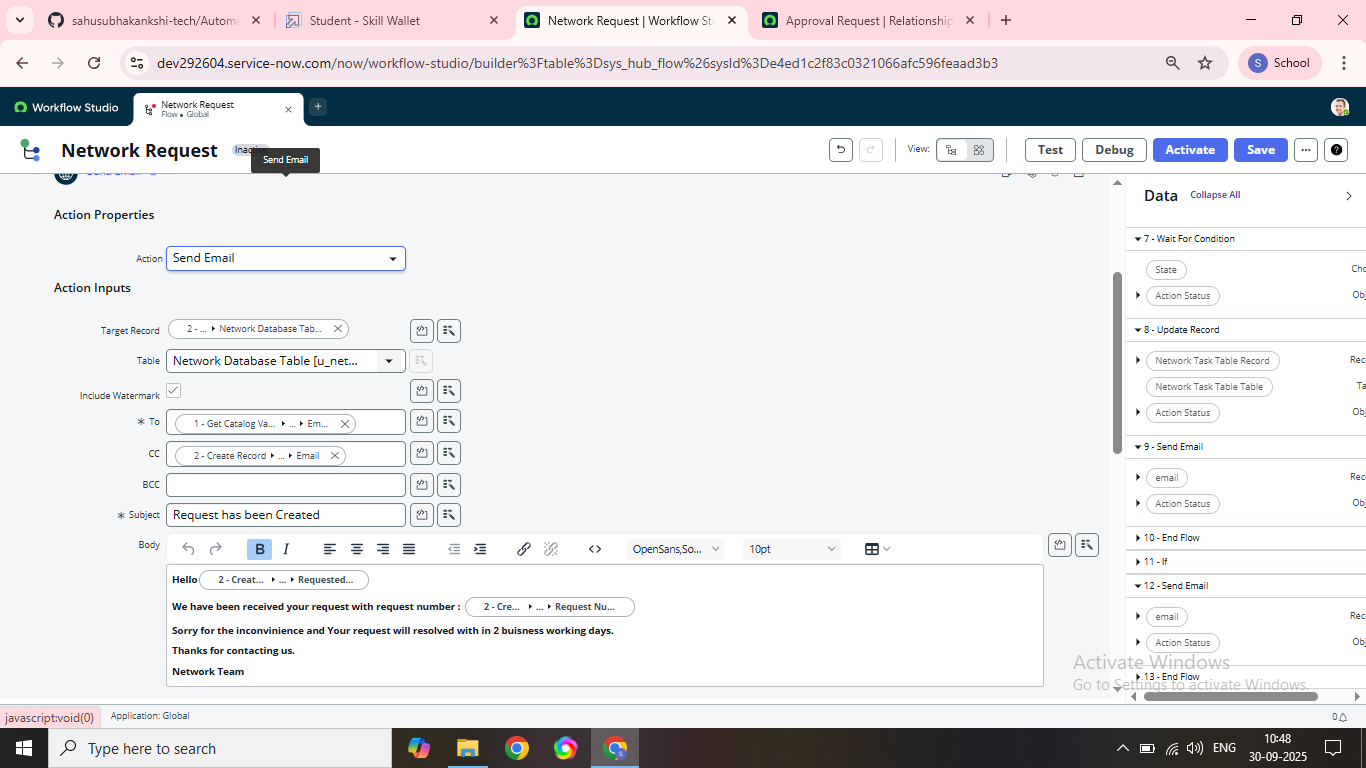 sahusubhakankshi-tech/Autom
Student - Skill Wallet
Network Request | Workflow Stu
Approval Request | Relationship
dev292604.service-now.com/now/workflow-studio/builder%3Ftable%3Dsys_hub_flow%26sysId%3De4ed1c2f83c0321066afc596feaad3b3
S School
Workflow Studio
Network Request
Flow • Global
Network Request
Inactive
Send Email
View:
Test
Debug
Activate
Save
Send Email
Action Properties
Action Send Email
Action Inputs
Target Record 2 - ... Network Database Tab...
Table Network Database Table [u_net...
Include Watermark
* To 1 - Get Catalog Va... ... Em...
CC 2 - Create Record ... Email
BCC
* Subject Request has been Created
Body
B I OpenSans,So... 10pt
Hello 2 - Creat... ... Requested...
We have been received your request with request number : 2 - Cre... ... Request Nu...
Sorry for the inconvinience and Your request will resolved with in 2 buisness working days.
Thanks for contacting us.
Network Team
Data Collapse All
7 - Wait For Condition
State Cho
Action Status Obj
8 - Update Record
Network Task Table Record Rec
Network Task Table Table Ta
Action Status Obj
9 - Send Email
email Rec
Action Status Obj
10 - End Flow
11 - If
12 - Send Email
email Rec
Action Status Obj
13 - End Flow
Activate Windows
Go to Settings to activate Windows.
javascript:void(0)
Application: Global
0
Type here to search
ENG
10:48
30-09-2025